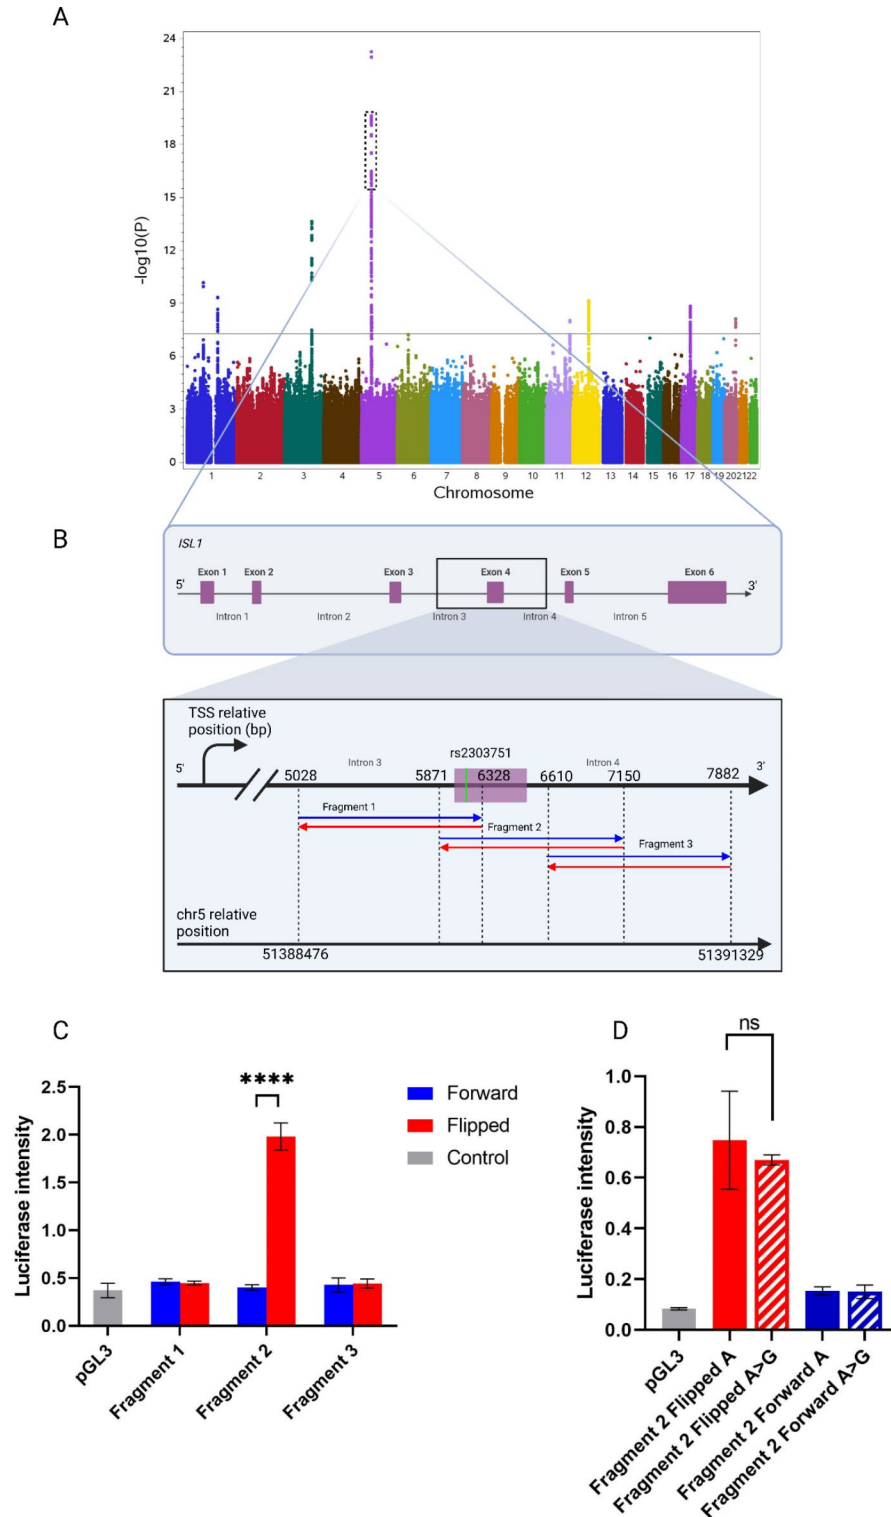 A
24
21
18
15
12
9
6
3
0
-log10(P)
1 2 3 4 5 6 7 8 9 10 11 12 13 14 15 16 17 18 19 20 21 22
Chromosome
B
ISL1
Exon 1 Exon 2 Exon 3 Exon 4 Exon 5 Exon 6
5' 3'
Intron 1 Intron 2 Intron 3 Intron 4 Intron 5
TSS relative
position (bp)
rs2303751
5' Intron 3 Intron 4 3'
5028 5871 6328 6610 7150 7882
Fragment 1
Fragment 2
Fragment 3
chr5 relative
position
51388476 51391329
C
2.5
2.0
1.5
1.0
0.5
0.0
Luciferase intensity
****
pGL3
Fragment 1
Fragment 2
Fragment 3
Forward
Flipped
Control
D
ns
1.0
0.8
0.6
0.4
0.2
0.0
Luciferase intensity
pGL3
Fragment 2 Flipped A
Fragment 2 Flipped A>G
Fragment 2 Forward A
Fragment 2 Forward A>G